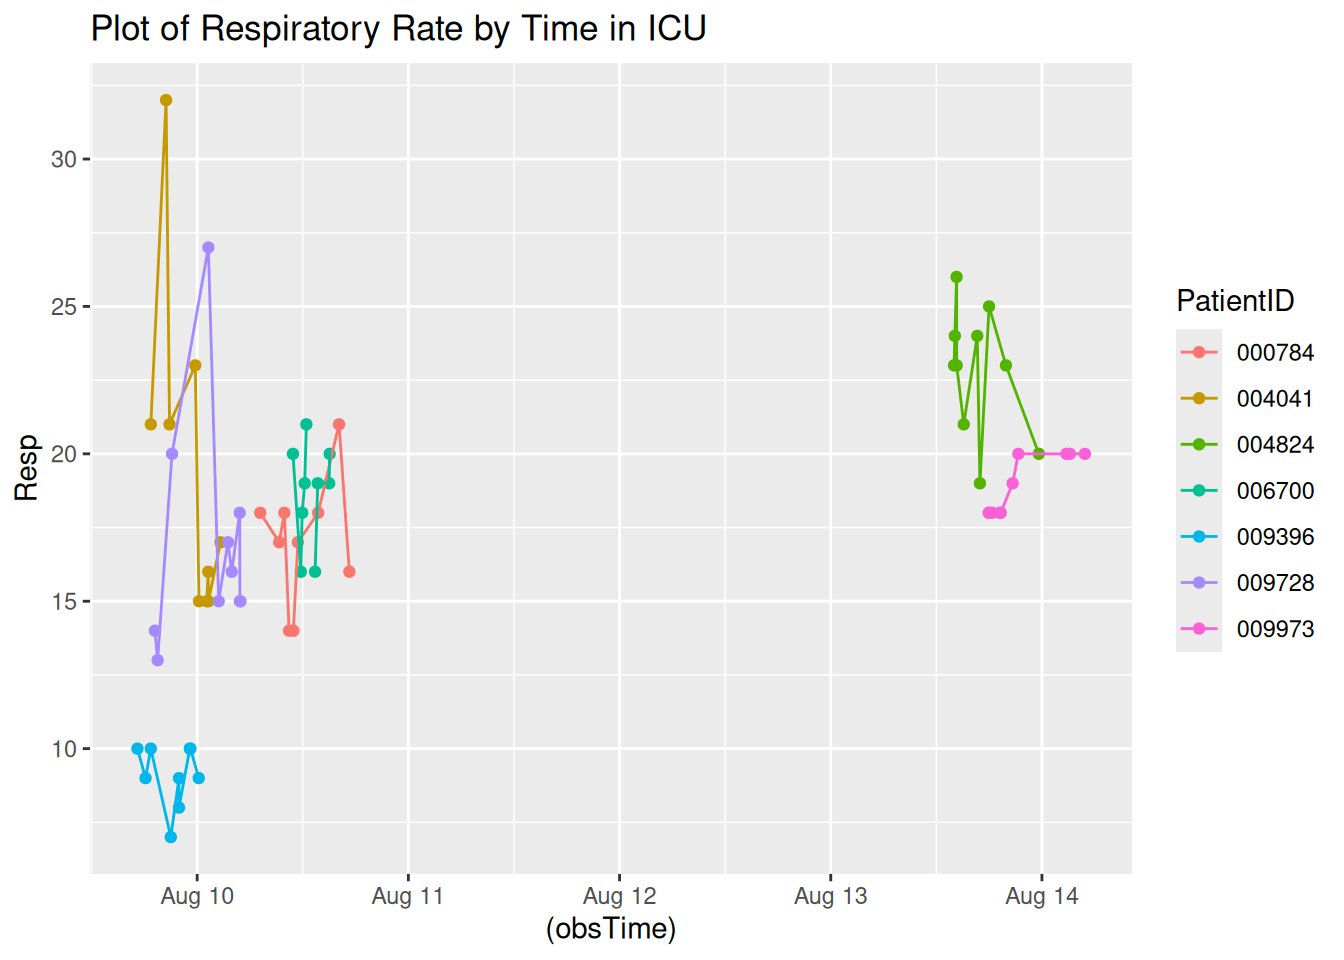 Plot of Respiratory Rate by Time in ICU
Resp
30
25
20
15
10
Aug 10
Aug 11
Aug 12
Aug 13
Aug 14
(obsTime)
PatientID
000784
004041
004824
006700
009396
009728
009973